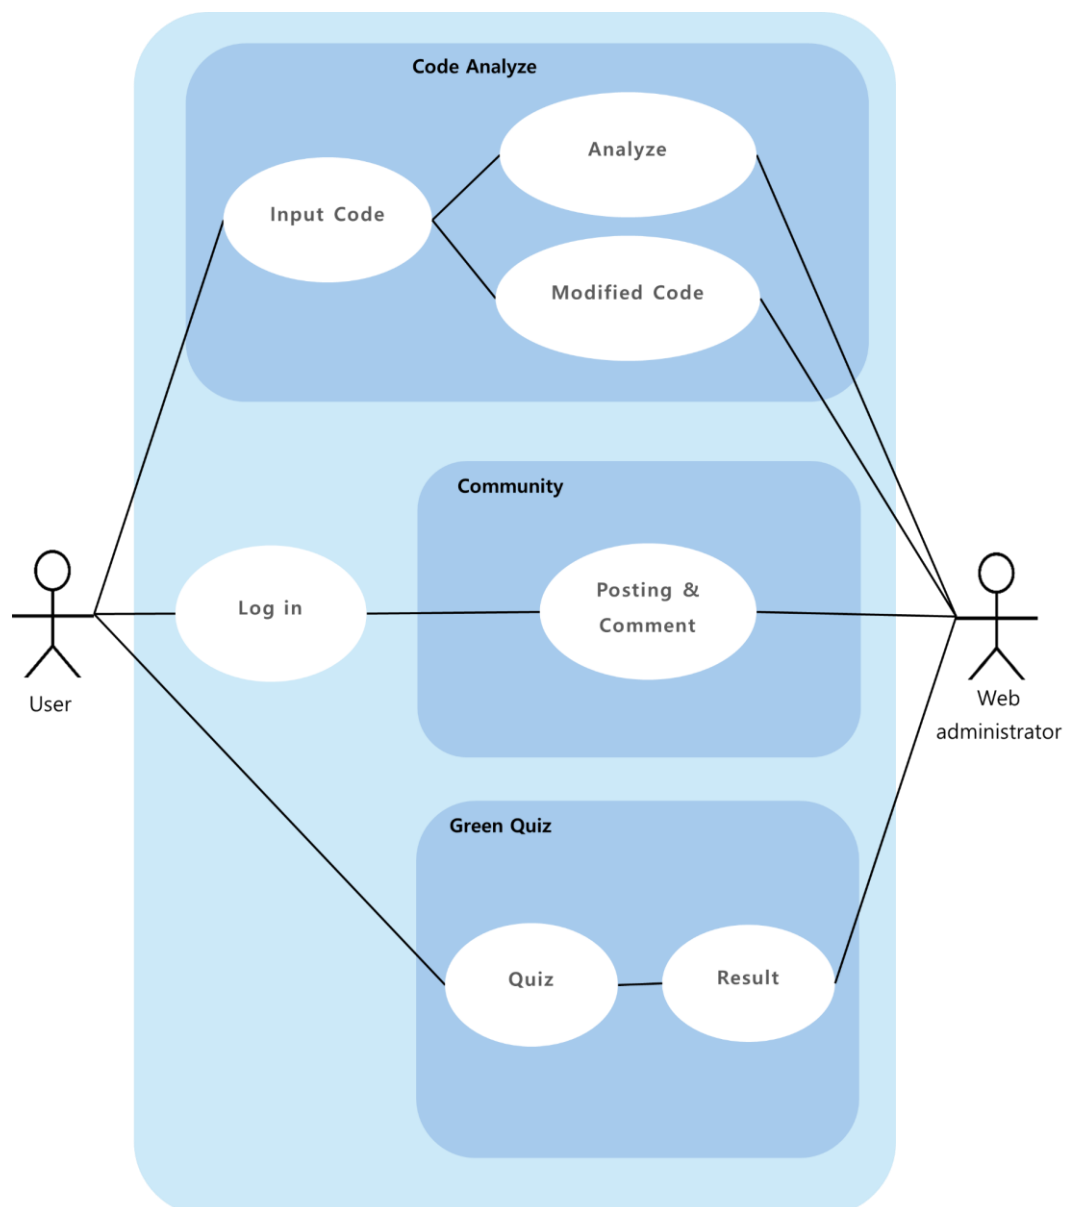 Code Analyze
Analyze
Input Code
Modified Code
Community
Log in
Posting &
Comment
User
Web
administrator
Green Quiz
Quiz
Result